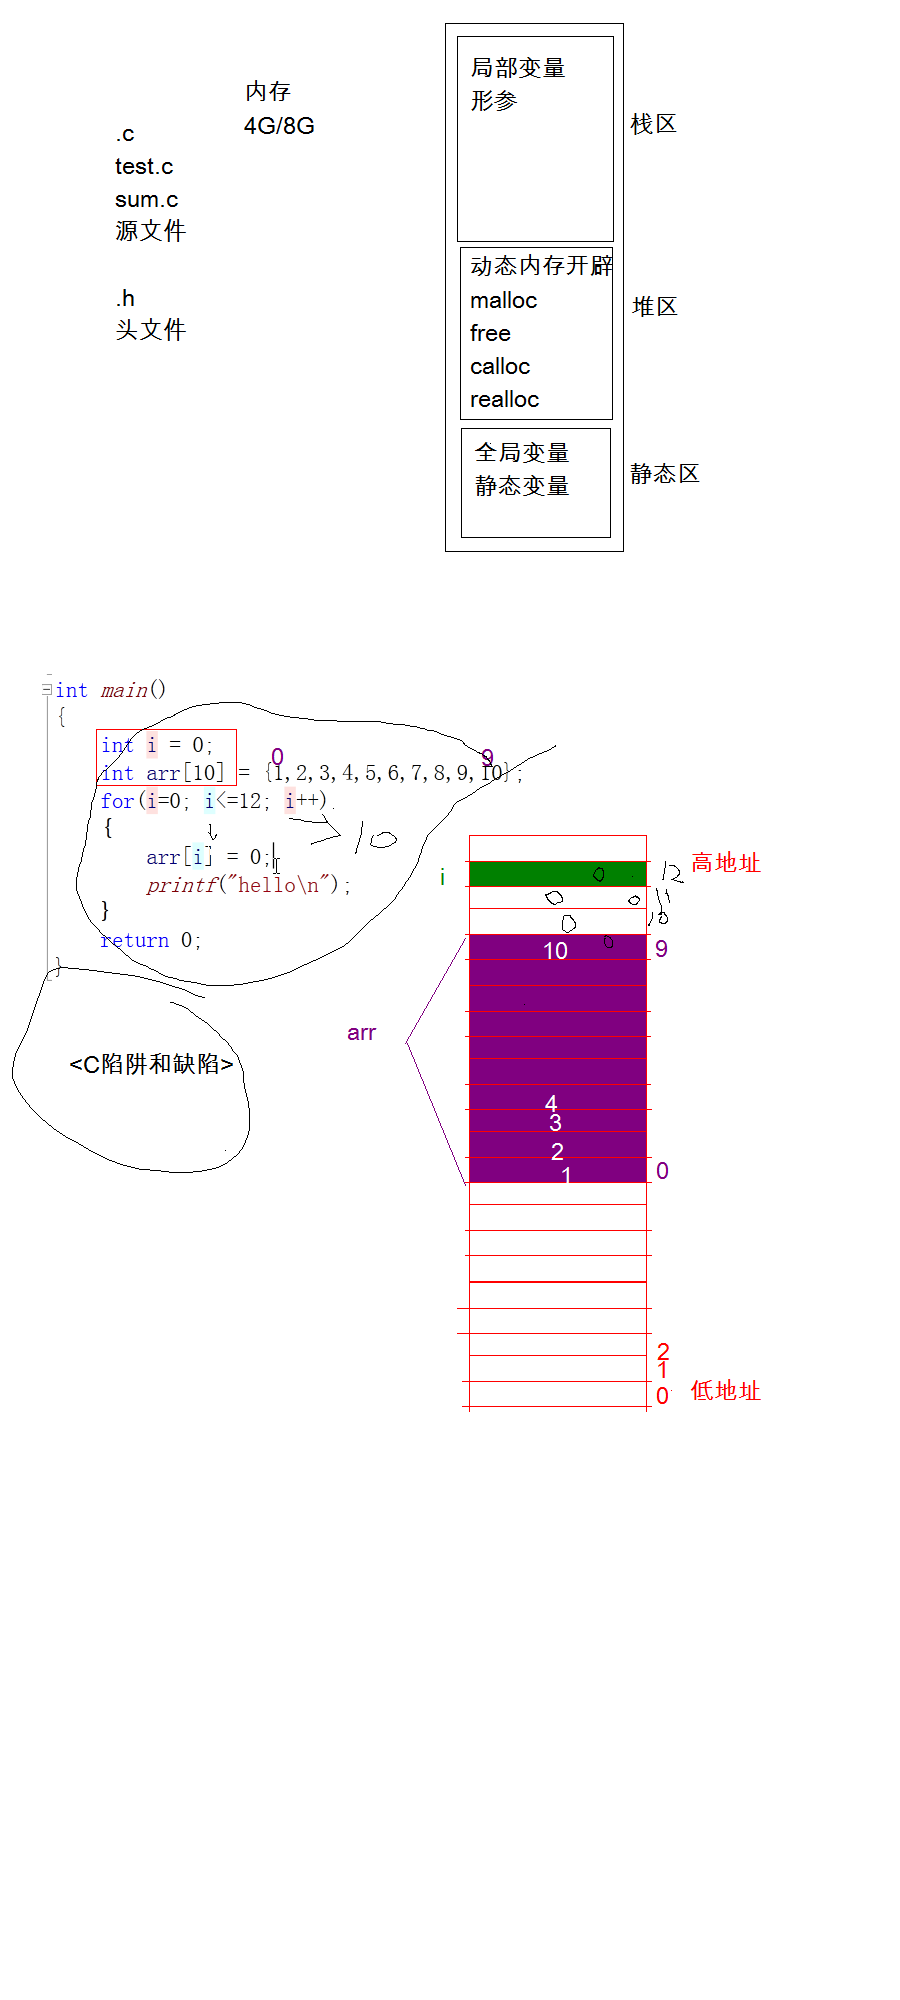 内存
4G/8G
.c
test.c
sum.c
源文件
.h
头文件
局部变量
形参
栈区
动态内存开辟
malloc
free
calloc
realloc
堆区
全局变量
静态变量
静态区
int main()
{
int i = 0;
0 9
int arr[10] = {1,2,3,4,5,6,7,8,9,10};
for(i=0; i<=12; i++)
{
10
arr[i] = 0;
printf("hello\n");
}
return 0;
}
<C陷阱和缺陷>
高地址
i 0 12
0 0 11
0 10
0
10 9
arr
4
3
2
1 0
2
1
0 低地址